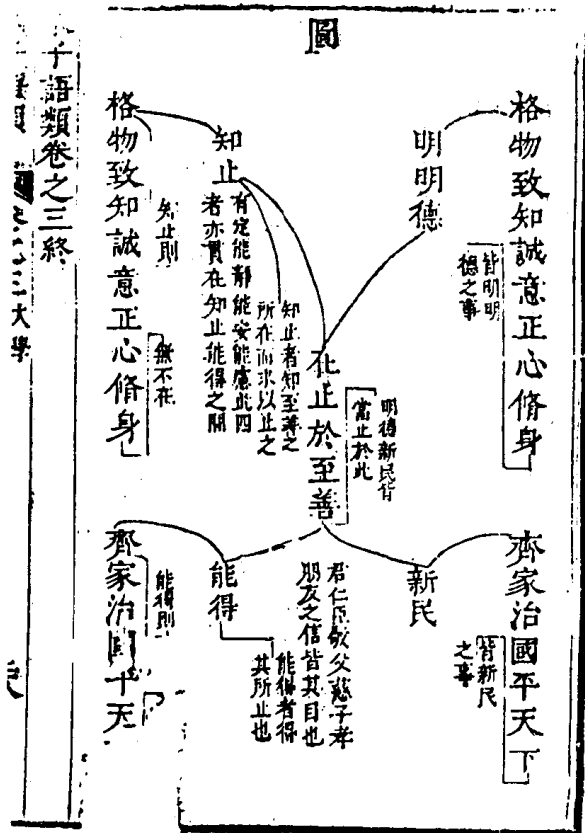 圖
格物致知誠意正心脩身
皆明明
德之事
齊家治國平天下
皆新民
之事
明明德
新民
明德新民皆
當止於此
在止於至善
君仁臣敬父慈子孝
朋友之信皆其目也
知止
知止者知至善之
所在而求以止之
有定能靜能安能慮此四
者亦貫在知止能得之間
能得
能得者得
其所止也
格物致知誠意正心脩身
知止則
無不在
齊家治國平天
能得則
子語類卷之三終
大學